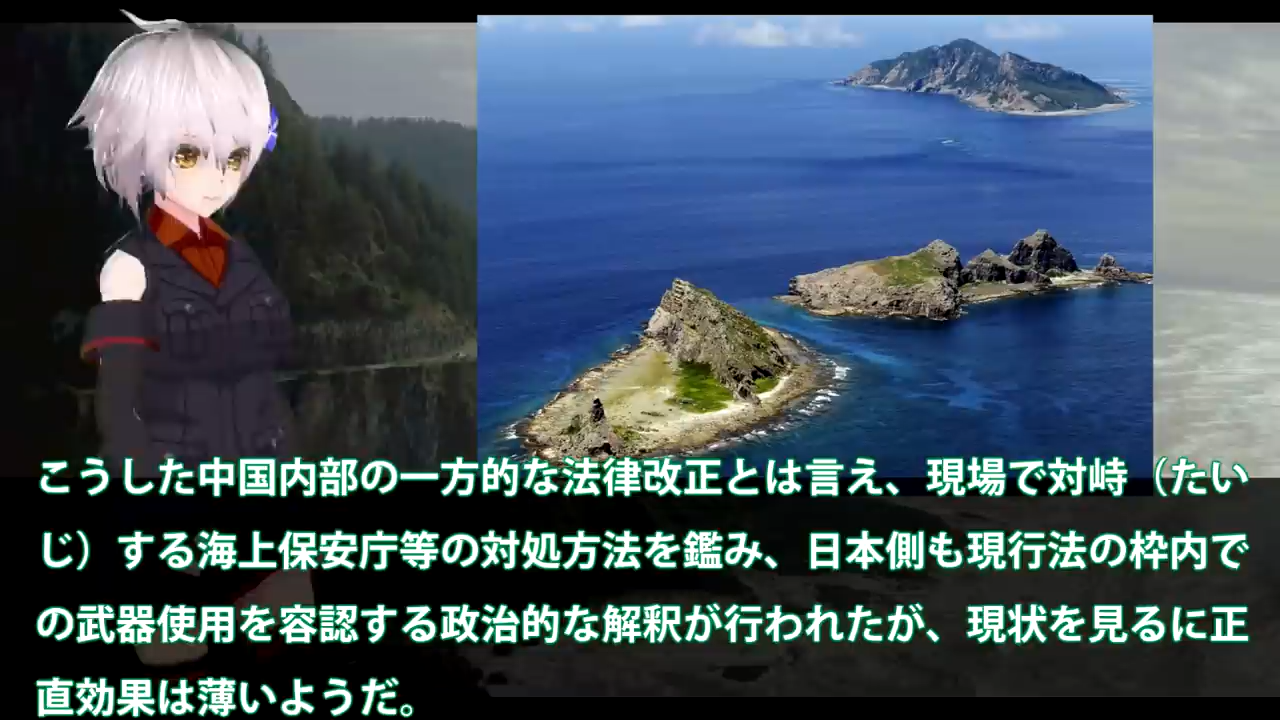 こうした中国内部の一方的な法律改正とは言え、現場で対峙（たい
じ）する海上保安庁等の対処方法を鑑み、日本側も現行法の枠内で
の武器使用を容認する政治的な解釈が行われたが、現状を見るに正
直効果は薄いようだ。